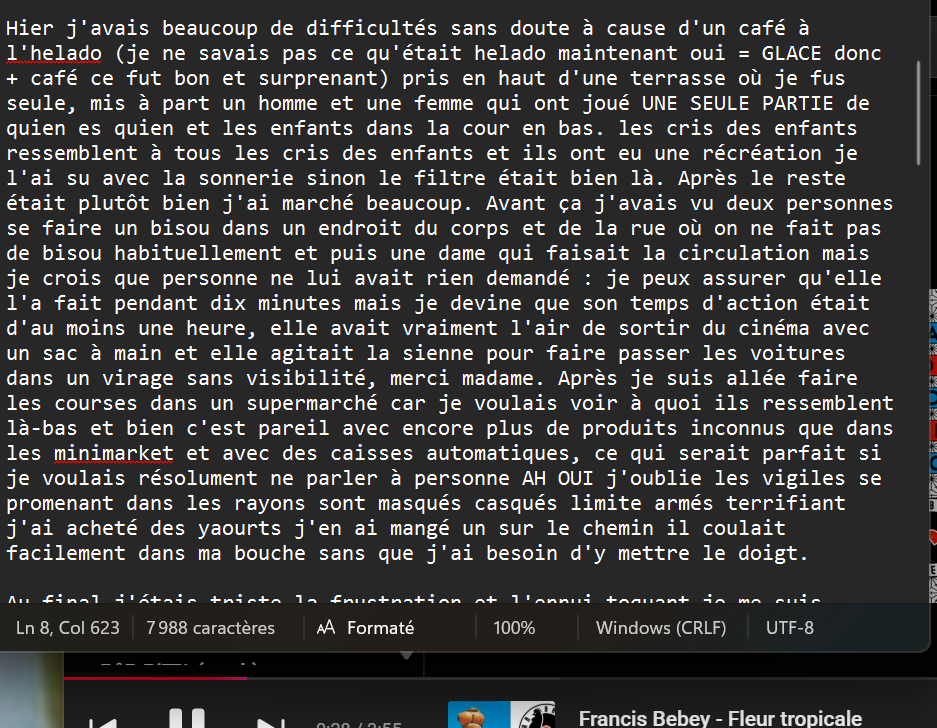 Hier j'avais beaucoup de difficultés sans doute à cause d'un café à
l'helado (je ne savais pas ce qu'était helado maintenant oui = GLACE donc
+ café ce fut bon et surprenant) pris en haut d'une terrasse où je fus
seule, mis à part un homme et une femme qui ont joué UNE SEULE PARTIE de
quien es quien et les enfants dans la cour en bas. les cris des enfants
ressemblent à tous les cris des enfants et ils ont eu une récréation je
l'ai su avec la sonnerie sinon le filtre était bien là. Après le reste
était plutôt bien j'ai marché beaucoup. Avant ça j'avais vu deux personnes
se faire un bisou dans un endroit du corps et de la rue où on ne fait pas
de bisou habituellement et puis une dame qui faisait la circulation mais
je crois que personne ne lui avait rien demandé : je peux assurer qu'elle
l'a fait pendant dix minutes mais je devine que son temps d'action était
d'au moins une heure, elle avait vraiment l'air de sortir du cinéma avec
un sac à main et elle agitait la sienne pour faire passer les voitures
dans un virage sans visibilité, merci madame. Après je suis allée faire
les courses dans un supermarché car je voulais voir à quoi ils ressemblent
là-bas et bien c'est pareil avec encore plus de produits inconnus que dans
les minimarket et avec des caisses automatiques, ce qui serait parfait si
je voulais résolument ne parler à personne AH OUI j'oublie les vigiles se
promenant dans les rayons sont masqués casqués limite armés terrifiant
j'ai acheté des yaourts j'en ai mangé un sur le chemin il coulait
facilement dans ma bouche sans que j'ai besoin d'y mettre le doigt.
Au final j'étais triste la frustration et l'ennui toquant je me suis
Ln 8, Col 623
7 988 caractères
Formaté
100%
Windows (CRLF)
UTF-8
Francis Bebey - Fleur tropicale